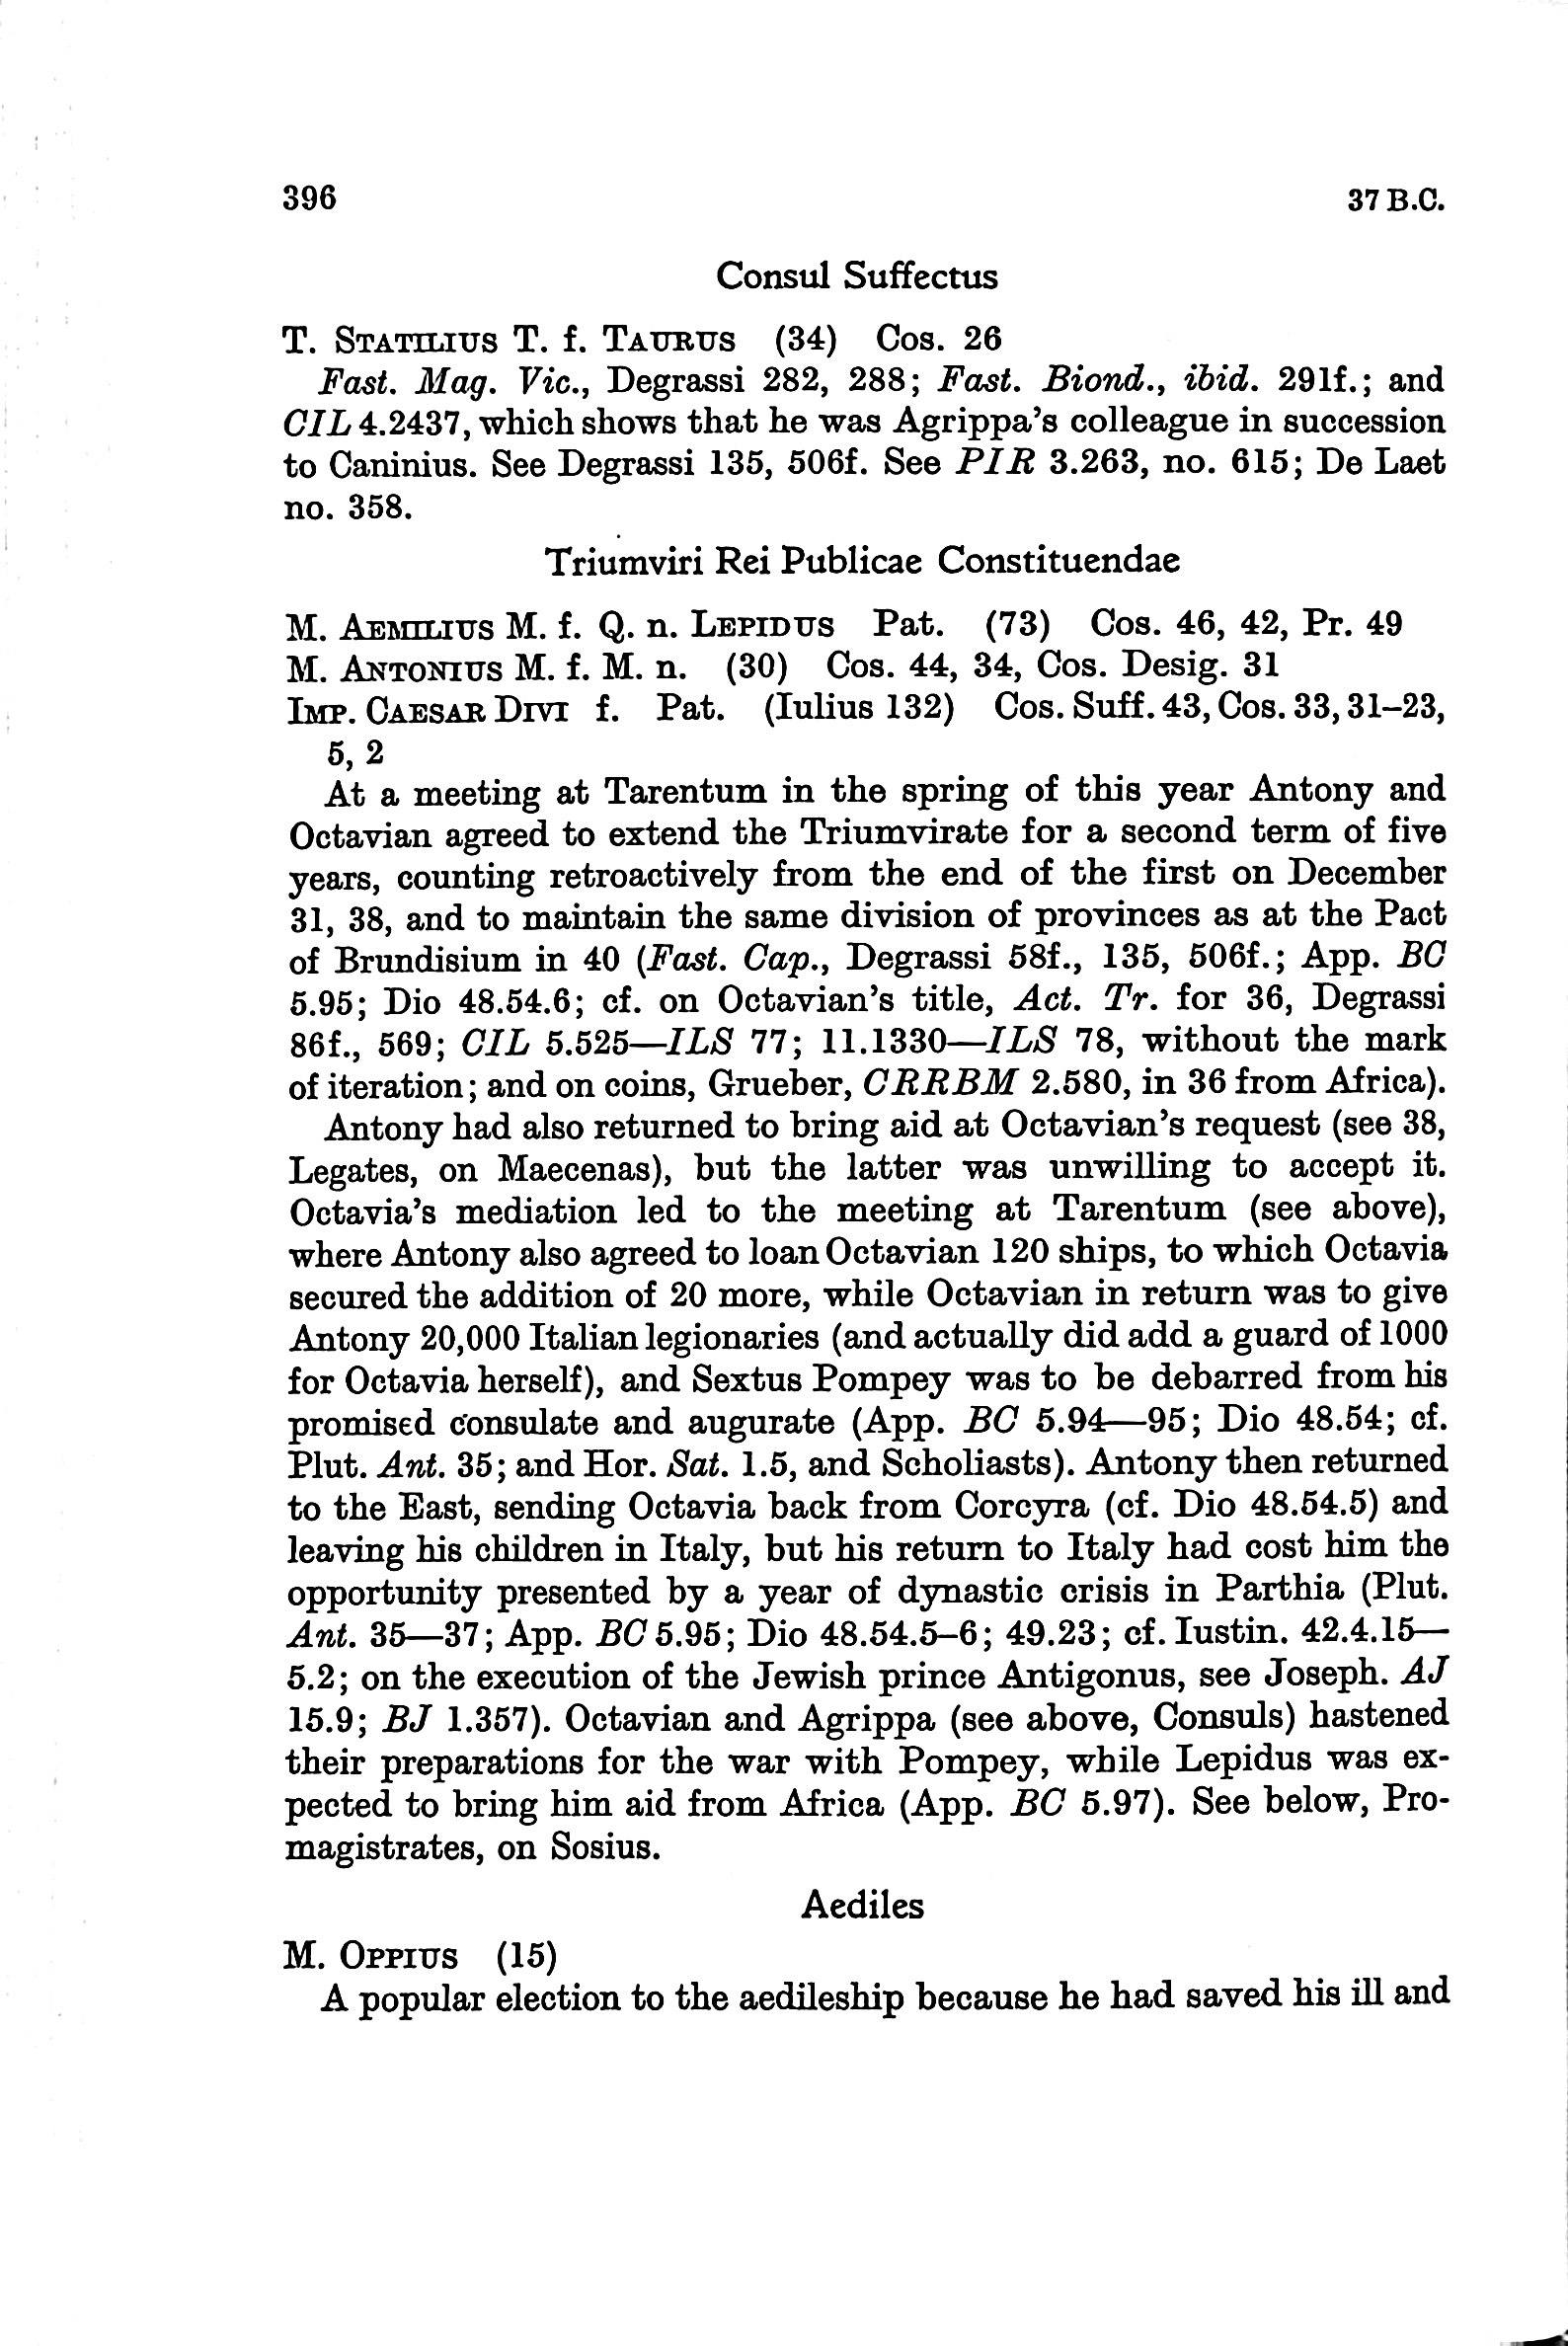 396 37 B.C.
Consul Suffectus
T. STATILIUS T. f. TAURUS (34) Cos. 26
Fast. Mag. Vic., Degrassi 282, 288; Fast. Biond., ibid. 291f.; and
CIL 4.2437, which shows that he was Agrippa's colleague in succession
to Caninius. See Degrassi 135, 506f. See PIR 3.263, no. 615; De Laet
no. 358.
Triumviri Rei Publicae Constituendae
M. AEMILIUS M. f. Q. n. LEPIDUS Pat. (73) Cos. 46, 42, Pr. 49
M. ANTONIUS M. f. M. n. (30) Cos. 44, 34, Cos. Desig. 31
IMP. CAESAR DIVI f. Pat. (Iulius 132) Cos. Suff. 43, Cos. 33, 31–23,
5, 2
At a meeting at Tarentum in the spring of this year Antony and
Octavian agreed to extend the Triumvirate for a second term of five
years, counting retroactively from the end of the first on December
31, 38, and to maintain the same division of provinces as at the Pact
of Brundisium in 40 (Fast. Cap., Degrassi 58f., 135, 506f.; App. BC
5.95; Dio 48.54.6; cf. on Octavian's title, Act. Tr. for 36, Degrassi
86f., 569; CIL 5.525—ILS 77; 11.1330—ILS 78, without the mark
of iteration; and on coins, Grueber, CRRBM 2.580, in 36 from Africa).
Antony had also returned to bring aid at Octavian's request (see 38,
Legates, on Maecenas), but the latter was unwilling to accept it.
Octavia's mediation led to the meeting at Tarentum (see above),
where Antony also agreed to loan Octavian 120 ships, to which Octavia
secured the addition of 20 more, while Octavian in return was to give
Antony 20,000 Italian legionaries (and actually did add a guard of 1000
for Octavia herself), and Sextus Pompey was to be debarred from his
promised consulate and augurate (App. BC 5.94—95; Dio 48.54; cf.
Plut. Ant. 35; and Hor. Sat. 1.5, and Scholiasts). Antony then returned
to the East, sending Octavia back from Corcyra (cf. Dio 48.54.5) and
leaving his children in Italy, but his return to Italy had cost him the
opportunity presented by a year of dynastic crisis in Parthia (Plut.
Ant. 35—37; App. BC 5.95; Dio 48.54.5–6; 49.23; cf. Iustin. 42.4.15—
5.2; on the execution of the Jewish prince Antigonus, see Joseph. AJ
15.9; BJ 1.357). Octavian and Agrippa (see above, Consuls) hastened
their preparations for the war with Pompey, while Lepidus was ex-
pected to bring him aid from Africa (App. BC 5.97). See below, Pro-
magistrates, on Sosius.
Aediles
M. OPPIUS (15)
A popular election to the aedileship because he had saved his ill and